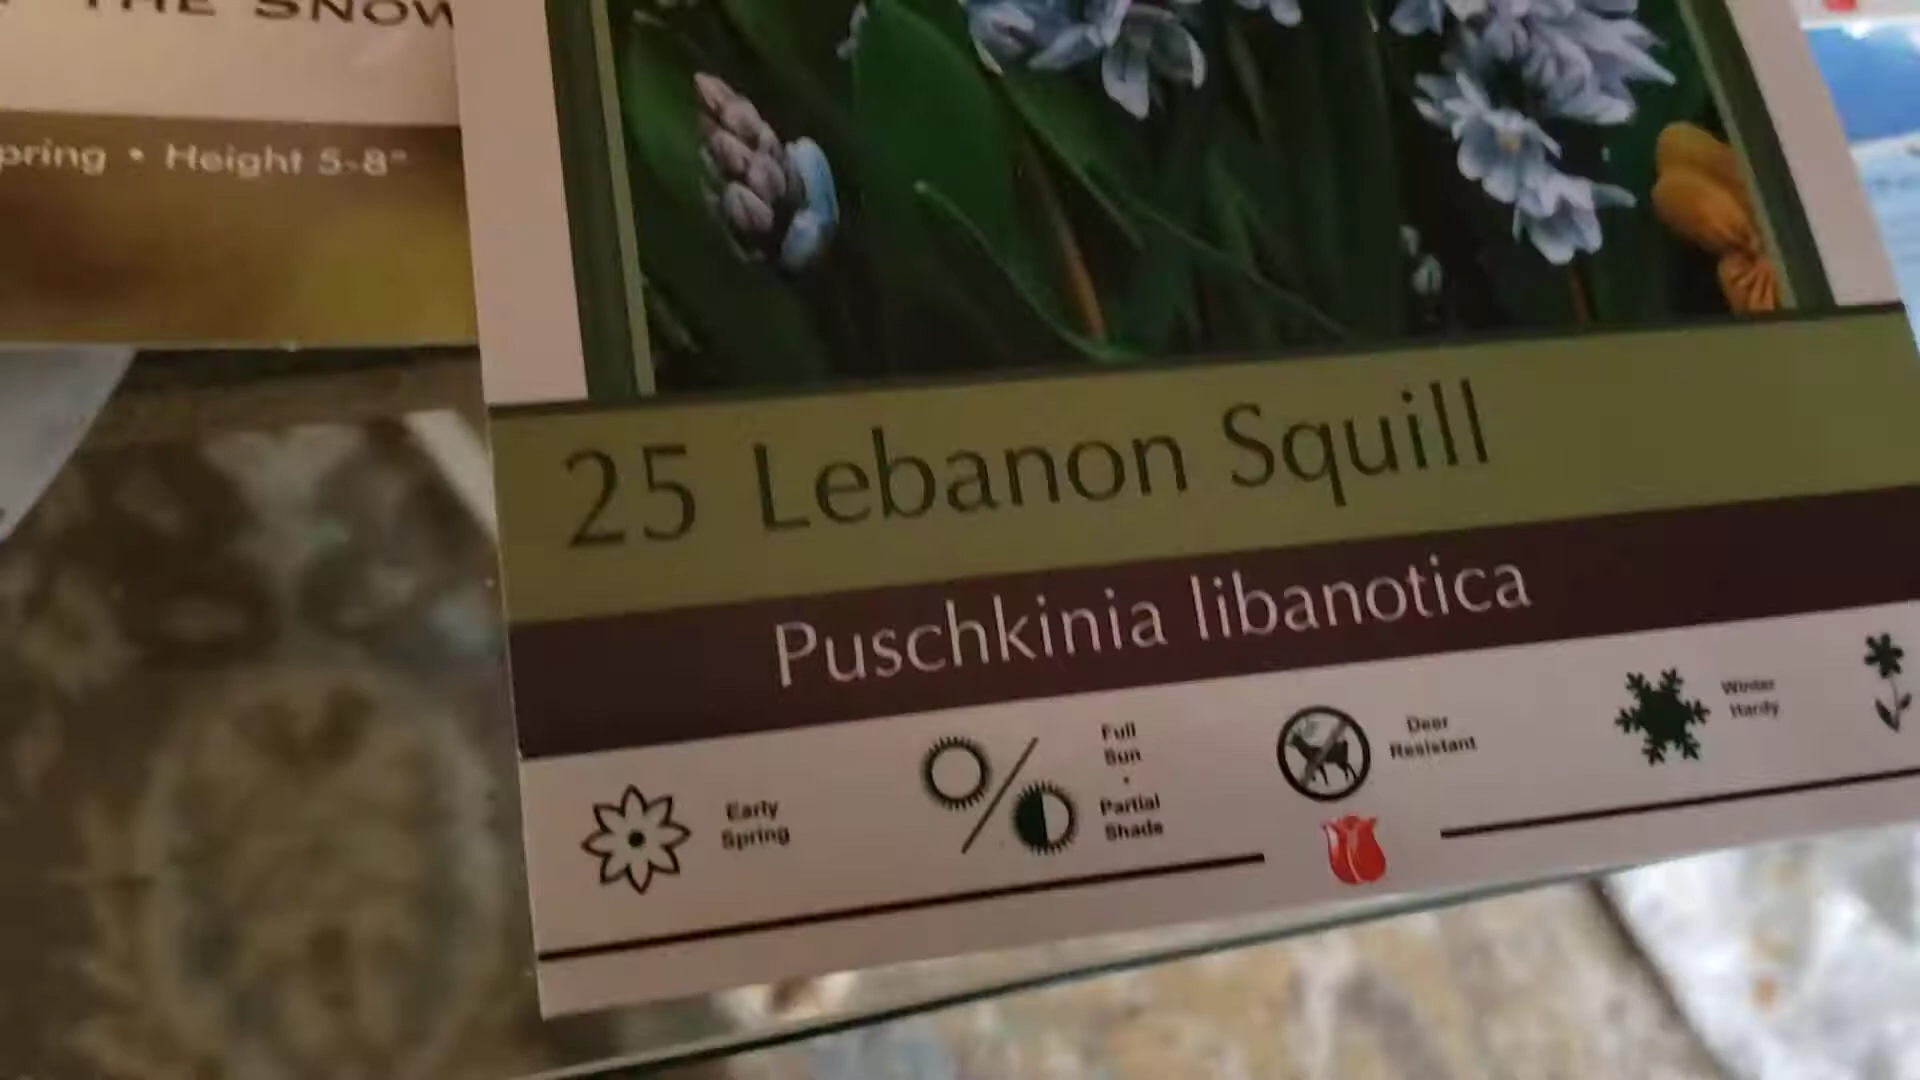 THE SNOW
pring • Height 5-8"
25 Lebanon Squill
Puschkinia libanotica
Early
Spring
Full
Sun
•
Partial
Shade
Deer
Resistant
Winter
Hardy